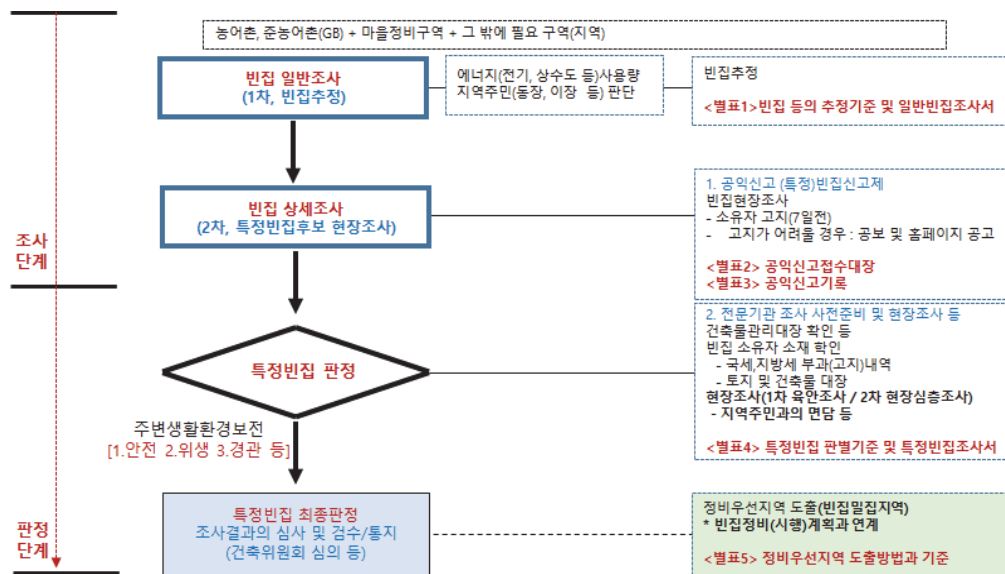 농어촌, 준농어촌(GB) + 마을정비구역 + 그 밖에 필요 구역(지역)
빈집 일반조사
(1차, 빈집추정)
에너지(전기, 상수도 등)사용량
지역주민(동장, 이장 등) 판단
빈집추정
<별표1>빈집 등의 추정기준 및 일반빈집조사서
빈집 상세조사
(2차, 특정빈집후보 현장조사)
1. 공익신고 (특정)빈집신고제
빈집현장조사
- 소유자 고지(7일전)
- 고지가 어려울 경우 : 공보 및 홈페이지 공고
<별표2> 공익신고접수대장
<별표3> 공익신고기록
조사
단계
특정빈집 판정
2. 전문기관 조사 사전준비 및 현장조사 등
건축물관리대장 확인 등
빈집 소유자 소재 확인
- 국세,지방세 부과(고지)내역
- 토지 및 건축물 대장
현장조사(1차 육안조사 / 2차 현장심층조사)
- 지역주민과의 면담 등
<별표4> 특정빈집 판별기준 및 특정빈집조사서
주변생활환경보전
[1.안전 2.위생 3.경관 등]
판정
단계
특정빈집 최종판정
조사결과의 심사 및 검수/통지
(건축위원회 심의 등)
정비우선지역 도출(빈집밀집지역)
* 빈집정비(시행)계획과 연계
<별표5> 정비우선지역 도출방법과 기준